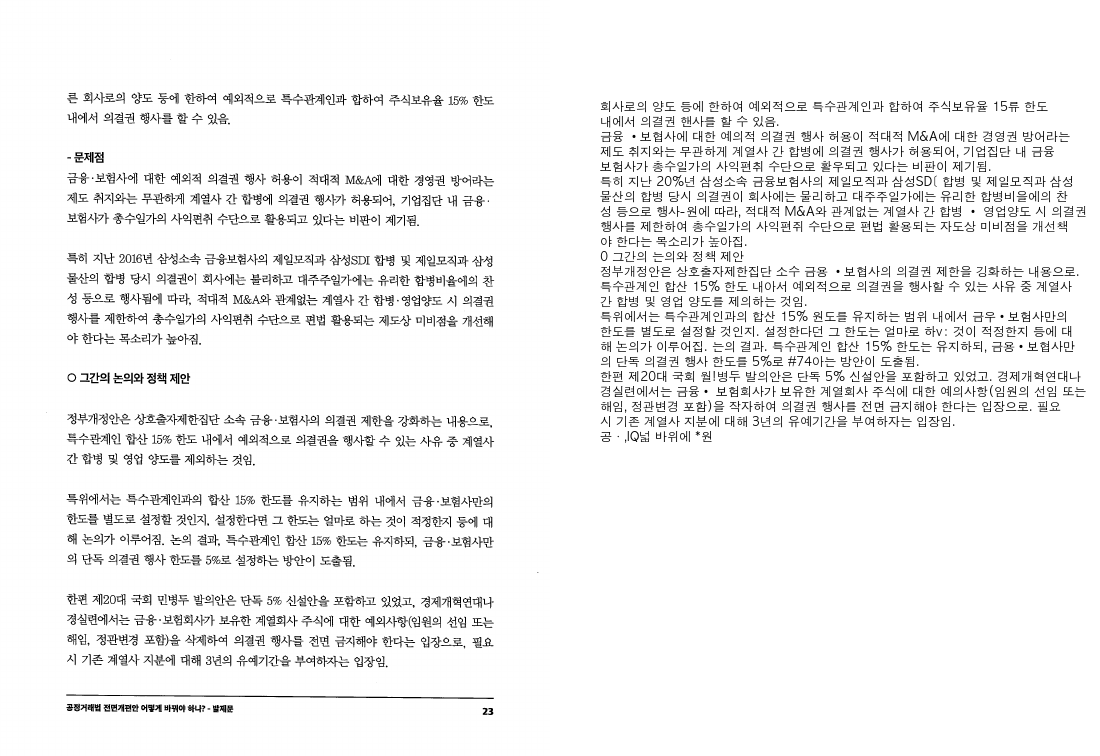 른 회사로의 양도 등에 한하여 예외적으로 특수관계인과 합하여 주식보유율 15% 한도
내에서 의결권 행사를 할 수 있음.
- 문제점
금융·보험사에 대한 예외적 의결권 행사 허용이 적대적 M&A에 대한 경영권 방어라는
제도 취지와는 무관하게 계열사 간 합병에 의결권 행사가 허용되어, 기업집단 내 금융·
보험사가 총수일가의 사익편취 수단으로 활용되고 있다는 비판이 제기됨.
특히 지난 2016년 삼성소속 금융보험사의 제일모직과 삼성SDI 합병 및 제일모직과 삼성
물산의 합병 당시 의결권이 회사에는 불리하고 대주주일가에는 유리한 합병비율에의 찬
성 등으로 행사됨에 따라, 적대적 M&A와 관계없는 계열사 간 합병·영업양도 시 의결권
행사를 제한하여 총수일가의 사익편취 수단으로 편법 활용되는 제도상 미비점을 개선해
야 한다는 목소리가 높아짐.
○ 그간의 논의와 정책 제안
정부개정안은 상호출자제한집단 소속 금융·보험사의 의결권 제한을 강화하는 내용으로,
특수관계인 합산 15% 한도 내에서 예외적으로 의결권을 행사할 수 있는 사유 중 계열사
간 합병 및 영업 양도를 제외하는 것임.
특위에서는 특수관계인과의 합산 15% 한도를 유지하는 범위 내에서 금융·보험사만의
한도를 별도로 설정할 것인지, 설정한다면 그 한도는 얼마로 하는 것이 적정한지 등에 대
해 논의가 이루어짐. 논의 결과, 특수관계인 합산 15% 한도는 유지하되, 금융·보험사만
의 단독 의결권 행사 한도를 5%로 설정하는 방안이 도출됨.
한편 제20대 국회 민병두 발의안은 단독 5% 신설안을 포함하고 있었고, 경제개혁연대나
경실련에서는 금융·보험회사가 보유한 계열회사 주식에 대한 예외사항(임원의 선임 또는
해임, 정관변경 포함)을 삭제하여 의결권 행사를 전면 금지해야 한다는 입장으로, 필요
시 기존 계열사 지분에 대해 3년의 유예기간을 부여하자는 입장임.
공정거래법 전면개편안 어떻게 바꿔야 하나? - 발제문
23
회사로의 양도 등에 한하여 예외적으로 특수관계인과 합하여 주식보유율 15류 한도
내에서 의결권 핸사를 할 수 있음.
금융 •보협사에 대한 예의적 의결권 행사 허용이 적대적 M&A에 대한 경영권 방어라는
제도 취지와는 무관하게 계열사 간 합병에 의결권 행사가 허용되어, 기업집단 내 금융
보험사가 총수일가의 사익편취 수단으로 활우되고 있다는 비판이 제기됨.
특히 지난 20%년 삼성소속 금융보험사의 제일모직과 삼성SD[ 합병 및 제일모직과 삼성
물산의 합병 당시 의결권이 회사에는 물리하고 대주주일가에는 유리한 합병비율에의 찬
성 등으로 행사-원에 따라, 적대적 M&A와 관계없는 계열사 간 합병 • 영업양도 시 의결권
행사를 제한하여 총수일가의 사익편쥐 수단으로 편법 활용되는 자도상 미비점을 개선책
야 한다는 목소리가 높아집.
0 그간의 는의와 정책 제안
정부개정안은 상호출자제한집단 소수 금융 •보협사의 의결권 제한을 깅화하는 내용으로.
특수관계인 합산 15% 한도 내아서 예외적으로 의결권을 행사할 수 있는 사유 중 계열사
간 합병 및 영업 양도를 제의하는 것임.
특위에서는 특수관계인과의 합산 15% 원도를 유지하는 범위 내에서 금우•보험사만의
한도를 별도로 설정할 것인지. 설정한다던 그 한도는 얼마로 하v: 것이 적정한지 등에 대
해 논의가 이루어집. 는의 결과. 특수관계인 합산 15% 한도는 유지하되, 금융•보협사만
의 단독 의결권 행사 한도를 5%로 #74아는 방안이 도출됨.
한편 제20대 국회 월l병두 발의안은 단독 5% 신설안을 포함하고 있었고. 경제개혁연대나
경실련에서는 금융• 보험회사가 보유한 계열회사 주식에 대한 예의사항(임원의 선임 또는
해임, 정관변경 포함)을 작자하여 의결권 행사를 전면 금지해야 한다는 입장으로. 필요
시 기존 계열사 지분에 대해 3년의 유예기간을 부여하자는 입장임.
공 · ,IQ넓 바위에 *원